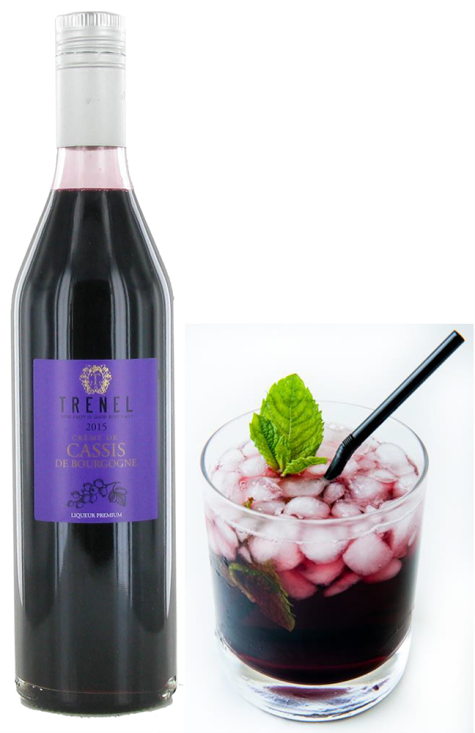 TRENEL
2015
CRÈME DE
CASSIS
DE BOURGOGNE
LIQUEUR PREMIUM